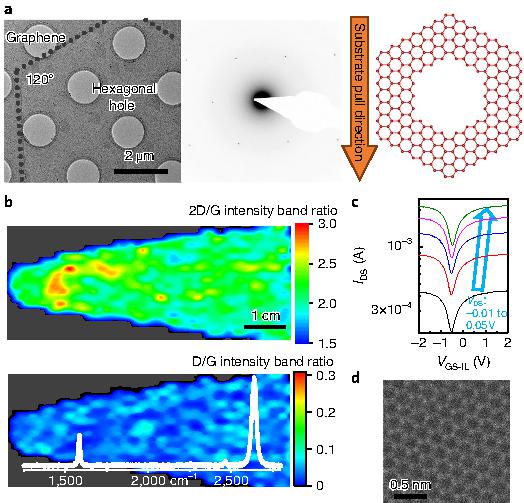 a
Graphene
120°
Hexagonal
hole
2 μm
Substrate pull direction
b
2D/G intensity band ratio
3.0
2.5
2.0
1.5
1 cm
D/G intensity band ratio
0.3
0.2
0.1
0
1,500
2,000 cm⁻¹
2,500
c
I_DS (A)
10⁻³
3×10⁻⁴
V_DS:
−0.01 to
0.05V
−2 −1 0 1 2
V_GS-IL (V)
d
0.5 nm